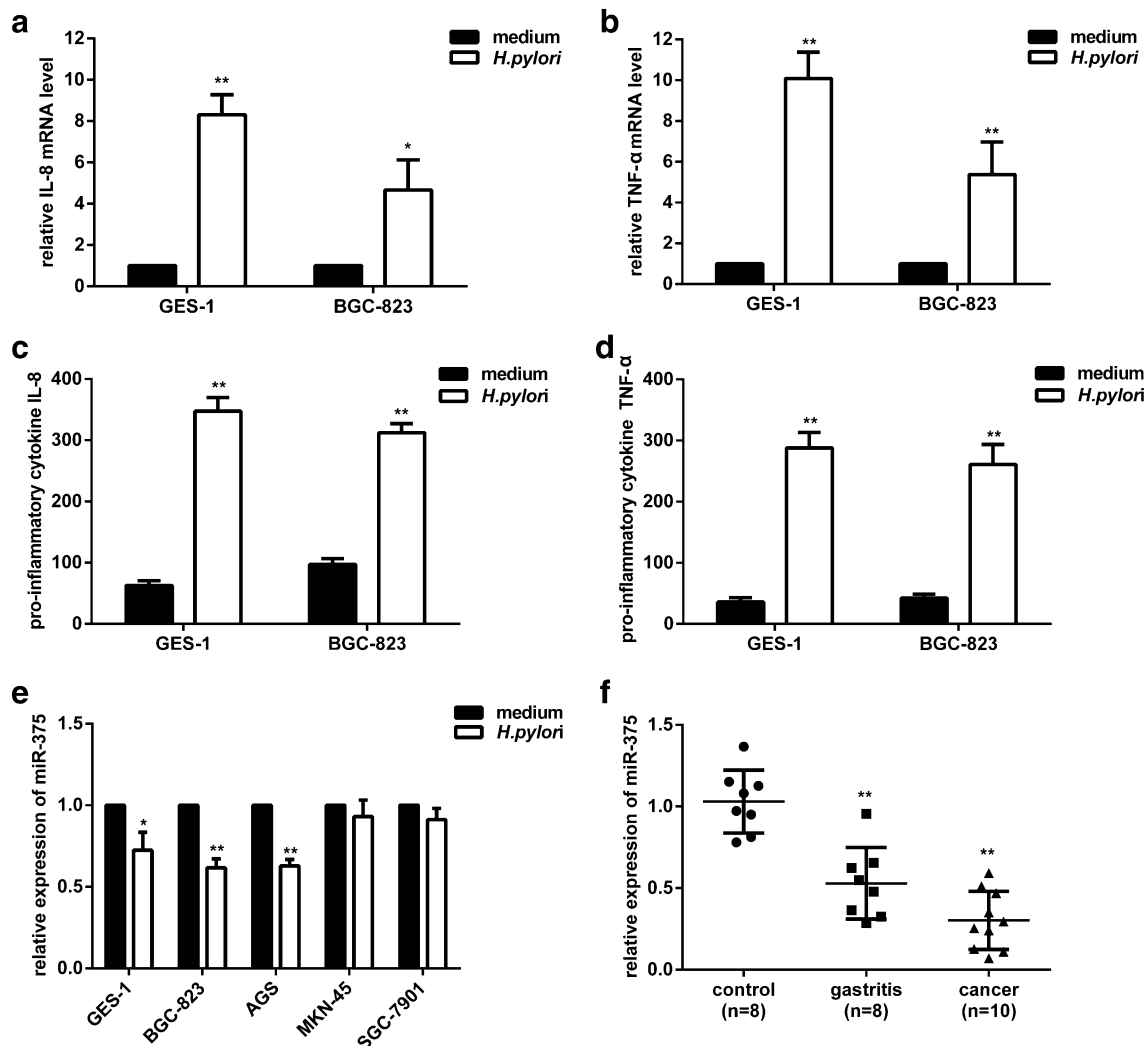 a
medium
H.pylori
relative IL-8 mRNA level
12
10
8
6
4
2
0
**
*
GES-1
BGC-823
b
medium
H.pylori
relative TNF-α mRNA level
12
10
8
6
4
2
0
**
**
GES-1
BGC-823
c
medium
H.pylori
pro-inflammatory cytokine IL-8
400
300
200
100
0
**
**
GES-1
BGC-823
d
medium
H.pylori
pro-inflammatory cytokine TNF-α
400
300
200
100
0
**
**
GES-1
BGC-823
e
medium
H.pylori
relative expression of miR-375
1.5
1.0
0.5
0.0
*
**
**
GES-1
BGC-823
AGS
MKN-45
SGC-7901
f
relative expression of miR-375
1.5
1.0
0.5
0.0
**
**
control
(n=8)
gastritis
(n=8)
cancer
(n=10)